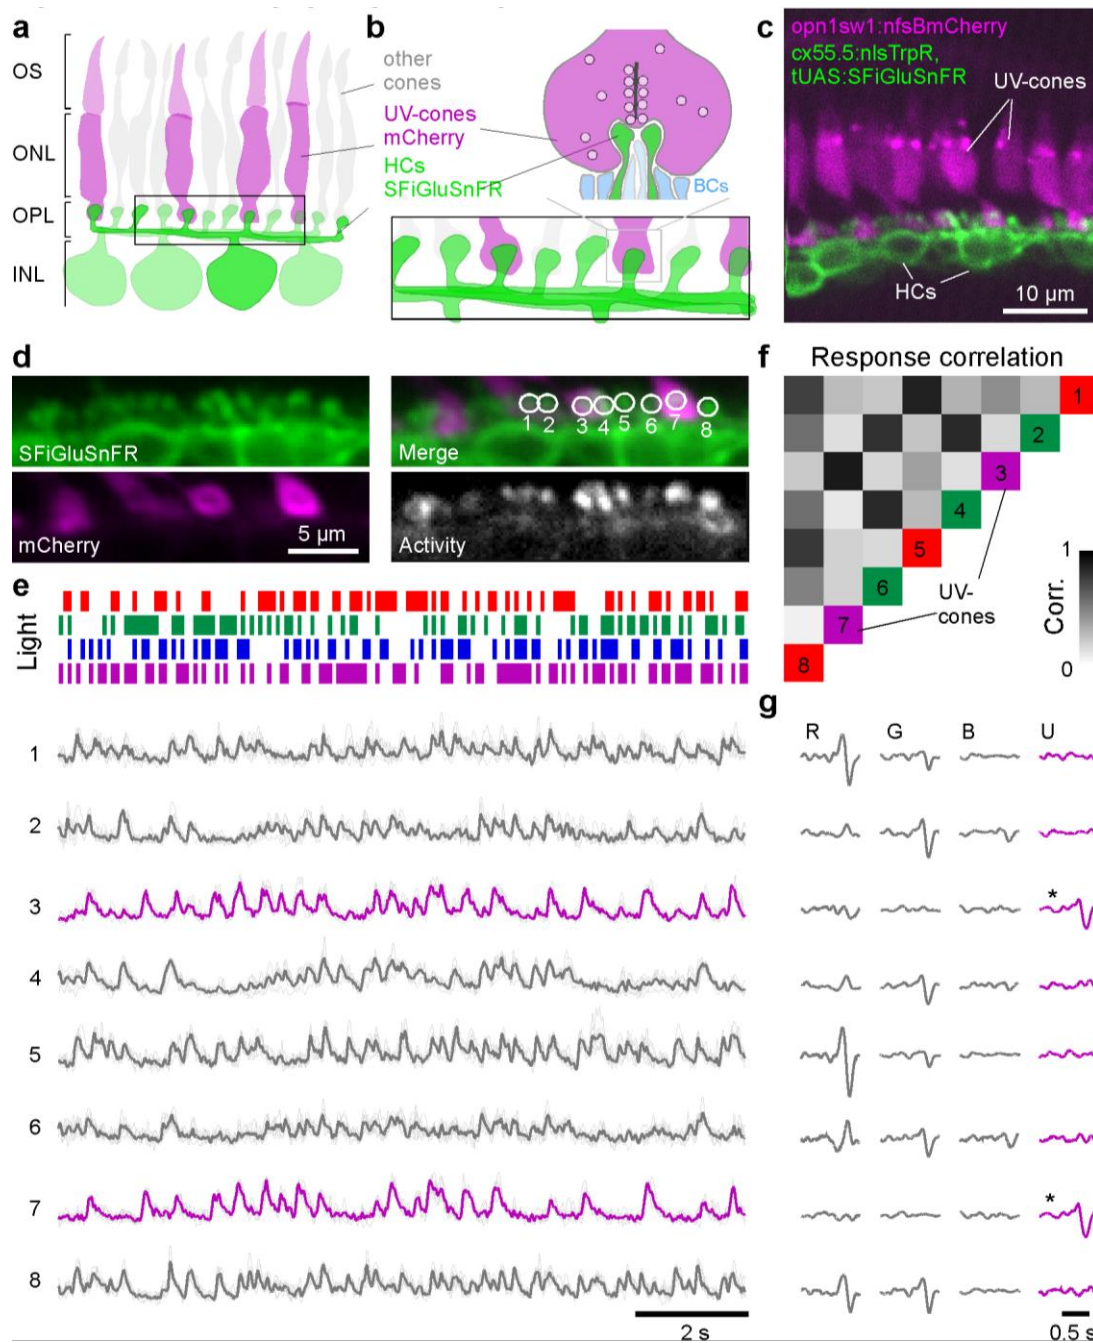 a
OS
ONL
OPL
INL
b
other
cones
UV-cones
mCherry
HCs
SFiGluSnFR
BCs
c
opn1sw1:nfsBmCherry
cx55.5:nlsTrpR,
tUAS:SFiGluSnFR
UV-cones
HCs
10 µm
d
SFiGluSnFR
mCherry
5 µm
1 2 3 4 5 6 7 8
Merge
Activity
e
Light
1
2
3
4
5
6
7
8
2 s
f
Response correlation
1
2
3
4
5
6
7
8
UV-
cones
1
Corr.
0
g
R G B U
*
*
0.5 s